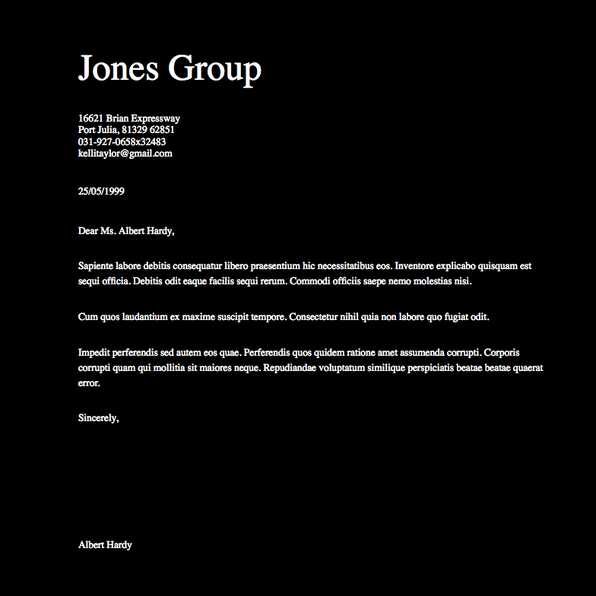 Jones Group
16621 Brian Expressway
Port Julia, 81329 62851
031-927-0658x32483
kellitaylor@gmail.com
25/05/1999
Dear Ms. Albert Hardy,
Sapiente labore debitis consequatur libero praesentium hic necessitatibus eos. Inventore explicabo quisquam est
sequi officia. Debitis odit eaque facilis sequi rerum. Commodi officiis saepe nemo molestias nisi.
Cum quos laudantium ex maxime suscipit tempore. Consectetur nihil quia non labore quo fugiat odit.
Impedit perferendis sed autem eos quae. Perferendis quos quidem ratione amet assumenda corrupti. Corporis
corrupti quam qui mollitia sit maiores neque. Repudiandae voluptatum similique perspiciatis beatae beatae quaerat
error.
Sincerely,
Albert Hardy